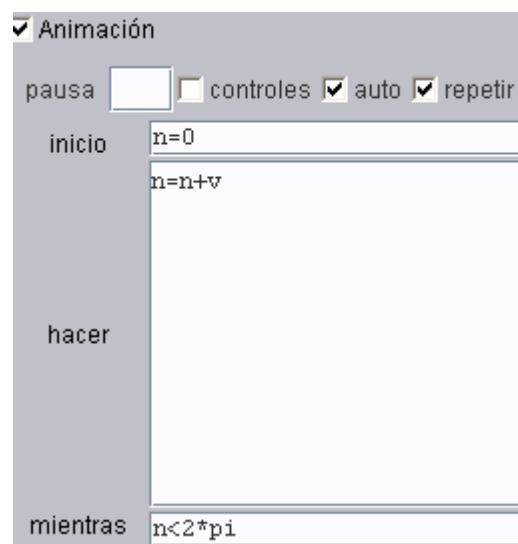 Animación
pausa controles auto repetir
inicio n=0
n=n+v
hacer
mientras n<2*pi